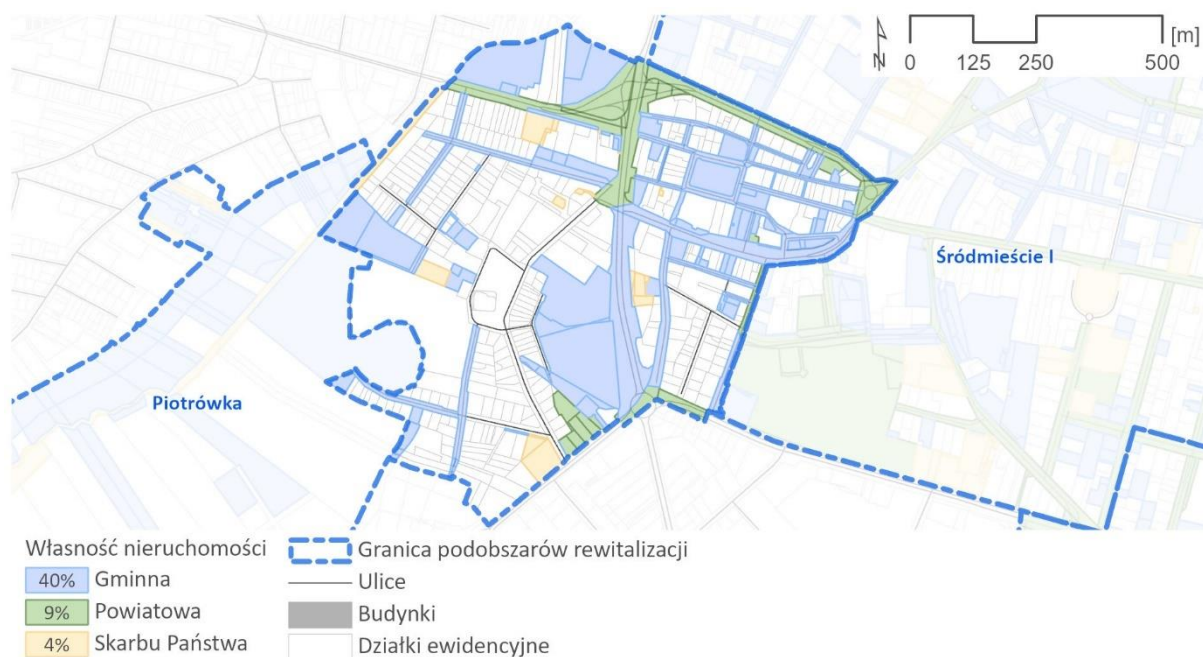 [m]
N 0 125 250 500
Śródmieście I
Piotrówka
Własność nieruchomości
40% Gminna
9% Powiatowa
4% Skarbu Państwa
Granica podobszarów rewitalizacji
Ulice
Budynki
Działki ewidencyjne